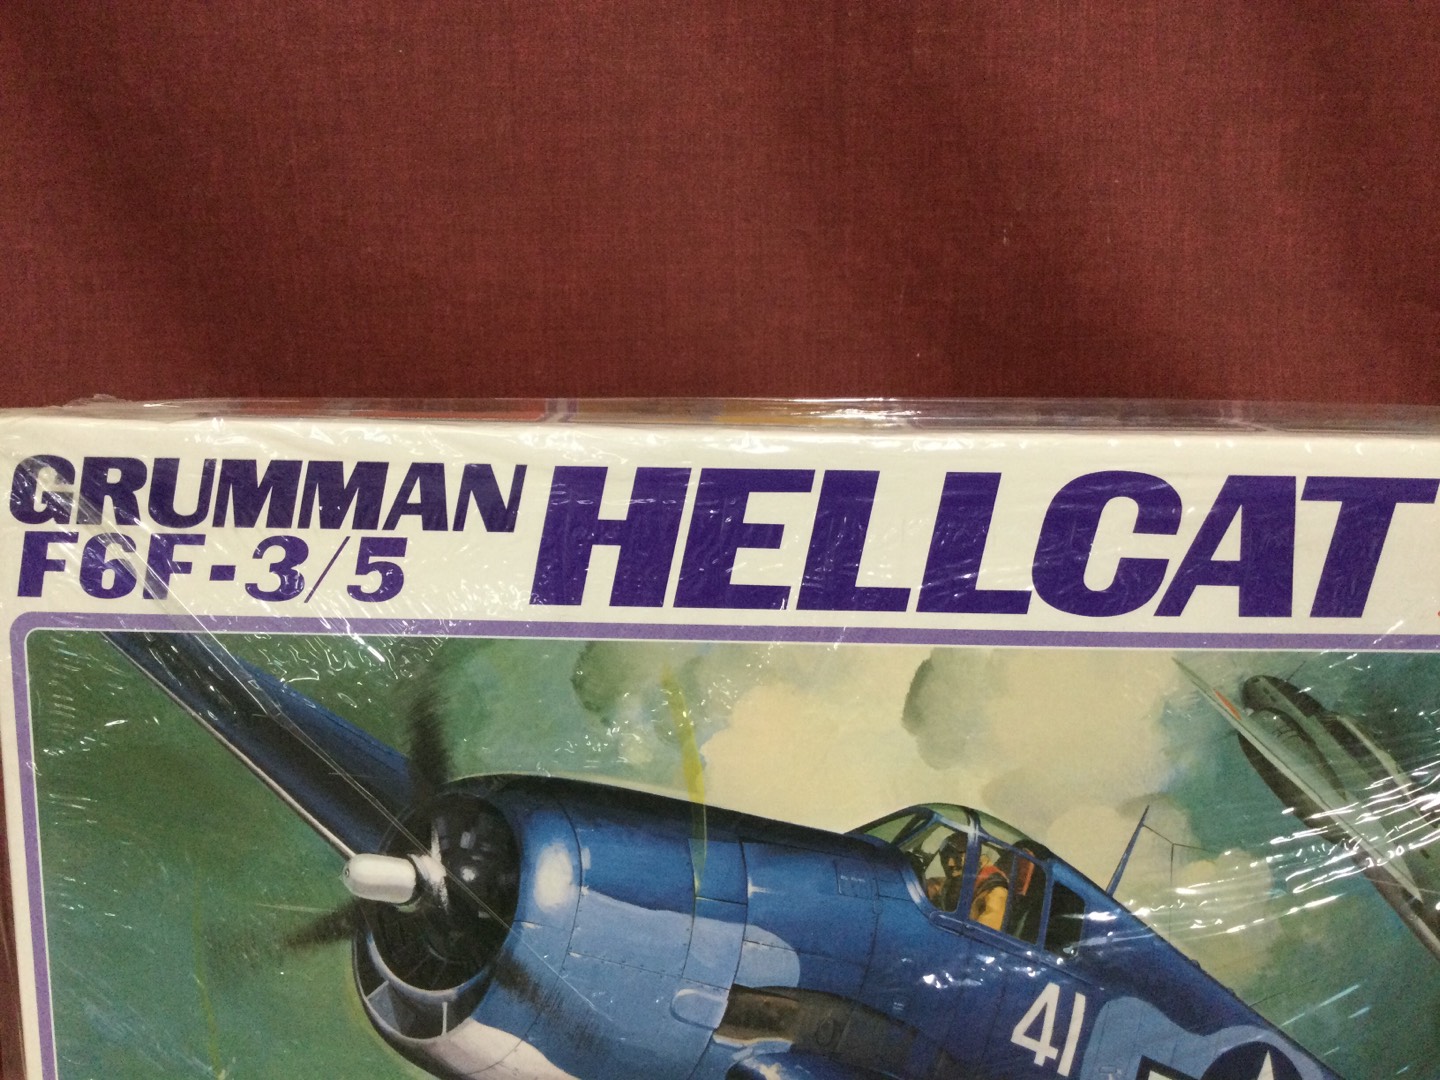 GRUMMAN
F6F-3/5
HELLCAT
41